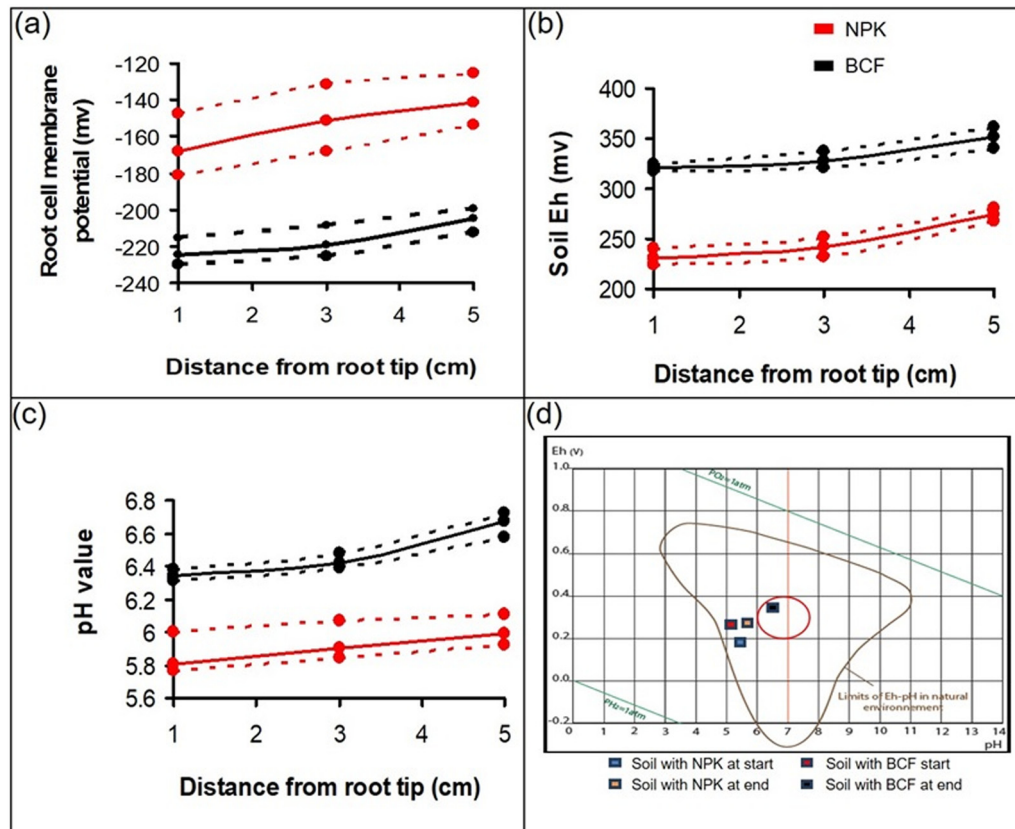 (a)
Root cell membrane
potential (mv)
-120
-140
-160
-180
-200
-220
-240
1
2
3
4
5
Distance from root tip (cm)
(b)
NPK
BCF
Soil Eh (mv)
400
350
300
250
200
1
2
3
4
5
Distance from root tip (cm)
(c)
pH value
6.8
6.6
6.4
6.2
6
5.8
5.6
1
2
3
4
5
Distance from root tip (cm)
(d)
Eh (V)
1.0
0.8
0.6
0.4
0.2
0.0
-0.2
PO2=1atm
PH2=1atm
Limits of Eh-pH in natural
environnement
0 1 2 3 4 5 6 7 8 9 10 11 12 13 14
pH
Soil with NPK at start
Soil with BCF start
Soil with NPK at end
Soil with BCF at end